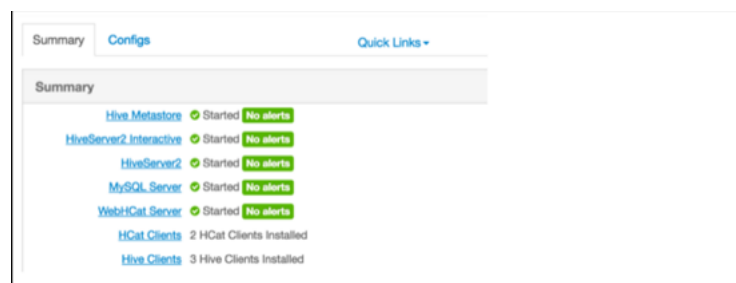 Summary Configs Quick Links
Summary
Hive Metastore Started No alerts
HiveServer2 Interactive Started No alerts
HiveServer2 Started No alerts
MySQL Server Started No alerts
WebHCat Server Started No alerts
HCat Clients 2 HCat Clients Installed
Hive Clients 3 Hive Clients Installed